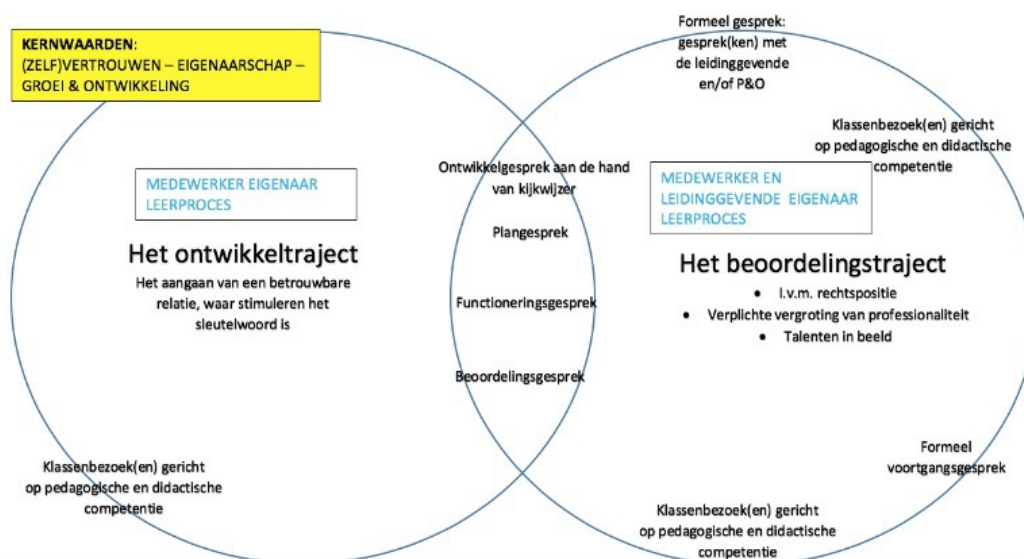 KERNWAARDEN:
(ZELF)VERTROUWEN – EIGENAARSCHAP –
GROEI & ONTWIKKELING
MEDEWERKER EIGENAAR
LEERPROCES
Het ontwikkeltraject
Het aangaan van een betrouwbare
relatie, waar stimuleren het
sleutelwoord is
Klassenbezoek(en) gericht
op pedagogische en didactische
competentie
Ontwikkelgesprek aan de hand
van kijkwijzer
Plangesprek
Functioneringsgesprek
Beoordelingsgesprek
Formeel gesprek:
gesprek(ken) met
de leidinggevende
en/of P&O
Klassenbezoek(en) gericht
op pedagogische en didactische
competentie
MEDEWERKER EN
LEIDINGGEVENDE EIGENAAR
LEERPROCES
Het beoordelingstraject
• I.v.m. rechtspositie
• Verplichte vergroting van professionaliteit
• Talenten in beeld
Formeel
voortgangsgesprek
Klassenbezoek(en) gericht
op pedagogische en didactische
competentie